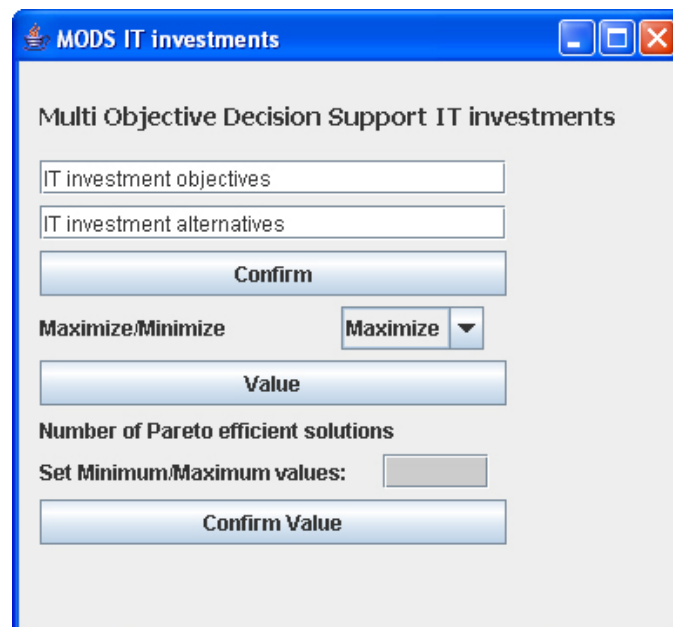 MODS IT investments
Multi Objective Decision Support IT investments
IT investment objectives
IT investment alternatives
Confirm
Maximize/Minimize Maximize
Value
Number of Pareto efficient solutions
Set Minimum/Maximum values:
Confirm Value